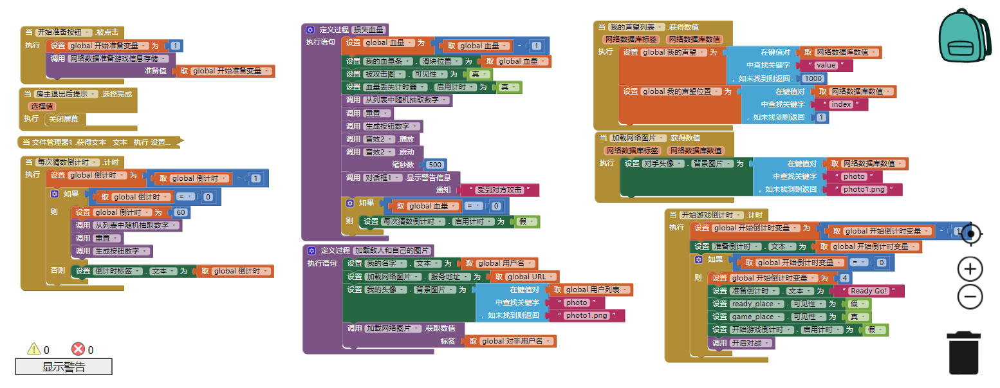 当 开始准备按钮 .被点击
执行 设置 global 开始准备变量 为 1
调用 网络数据准备游戏信息存储
准备值 取 global 开始准备变量
当 房主退出后提示 .选择完成
选择值
执行 关闭屏幕
当 文件管理器1 .获得文本 文本 执行 设置...
当 每次猜数倒计时 .计时
执行 设置 global 倒计时 为 取 global 倒计时 - 1
如果 取 global 倒计时 = 0
则 设置 global 倒计时 为 60
调用 从列表中随机抽取数字
调用 重置
调用 生成按钮数字
否则 设置 倒计时标签 . 文本 为 取 global 倒计时
0 0
显示警告
定义过程 损失血量
执行语句 设置 global 血量 为 取 global 血量 - 1
设置 我的血量条 . 滑块位置 为 取 global 血量
设置 被攻击图 . 可见性 为 真
设置 血量丢失计时器 . 启用计时 为 真
调用 从列表中随机抽取数字
调用 重置
调用 生成按钮数字
调用 音效2 .播放
调用 音效2 .震动
毫秒数 500
调用 对话框1 .显示警告信息
通知 " 受到对方攻击 "
如果 取 global 血量 = 0
则 设置 每次猜数倒计时 . 启用计时 为 假
定义过程 加载敌人和自己的图片
执行语句 设置 我的名字 . 文本 为 取 global 用户名
设置 加载网络图片 . 服务地址 为 取 global URL
设置 我的头像 . 背景图片 为 在键值对 取 global 用户列表
中查找关键字 " photo "
, 如未找到则返回 " photo1.png "
调用 加载网络图片 .获取数值
标签 取 global 对手用户名
当 我的声望列表 .获得数值
网络数据库标签 网络数据库数值
执行 设置 global 我的声望 为 在键值对 取 网络数据库数值
中查找关键字 " value "
, 如未找到则返回 1000
设置 global 我的声望位置 为 在键值对 取 网络数据库数值
中查找关键字 " index "
, 如未找到则返回 1
当 加载网络图片 .获得数值
网络数据库标签 网络数据库数值
执行 设置 对手头像 . 背景图片 为 在键值对 取 网络数据库数值
中查找关键字 " photo "
, 如未找到则返回 " photo1.png "
当 开始游戏倒计时 .计时
执行 设置 global 开始倒计时变量 为 取 global 开始倒计时变量 - 1
设置 准备倒计时 . 文本 为 取 global 开始倒计时变量
如果 取 global 开始倒计时变量 = 0
则 设置 global 开始倒计时变量 为 4
设置 准备倒计时 . 文本 为 " Ready Go! "
设置 ready_place . 可见性 为 假
设置 game_place . 可见性 为 真
设置 开始游戏倒计时 . 启用计时 为 假
调用 开启对战